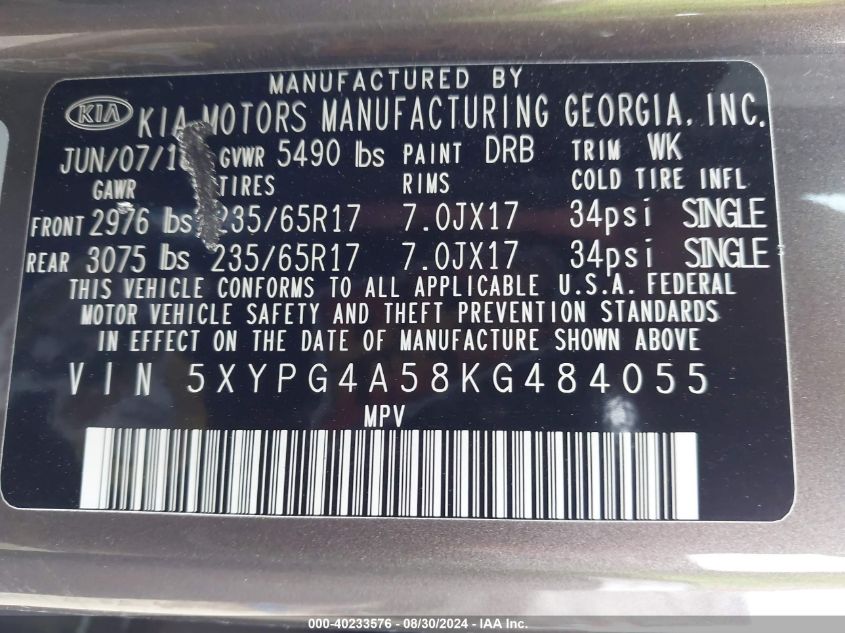 MANUFACTURED BY
KIA KIA MOTORS MANUFACTURING GEORGIA, INC.
GVWR 5490 lbs PAINT DRB TRIM WK
GAWR TIRES RIMS COLD TIRE INFL
FRONT 2976 lbs 235/65R17 7.0JX17 34psi SINGLE
REAR 3075 lbs 235/65R17 7.0JX17 34psi SINGLE
THIS VEHICLE CONFORMS TO ALL APPLICABLE U.S.A. FEDERAL
MOTOR VEHICLE SAFETY AND THEFT PREVENTION STANDARDS
IN EFFECT ON THE DATE OF MANUFACTURE SHOWN ABOVE
VIN 5XYPG4A58KG484055
MPV
000-40233576 - 08/30/2024 - IAA Inc.